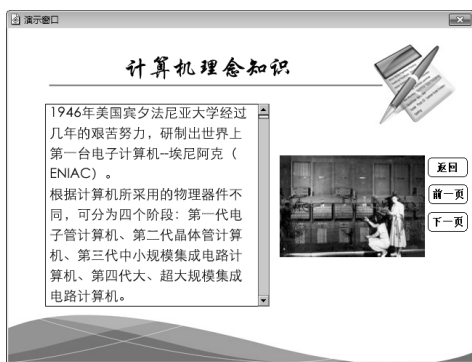 演示窗口
计算机理念知识
1946年美国宾夕法尼亚大学经过
几年的艰苦努力，研制出世界上
第一台电子计算机--埃尼阿克（
ENIAC）。
根据计算机所采用的物理器件不
同，可分为四个阶段：第一代电
子管计算机、第二代晶体管计算
机、第三代中小规模集成电路计
算机、第四代大、超大规模集成
电路计算机。
返回
前一页
下一页